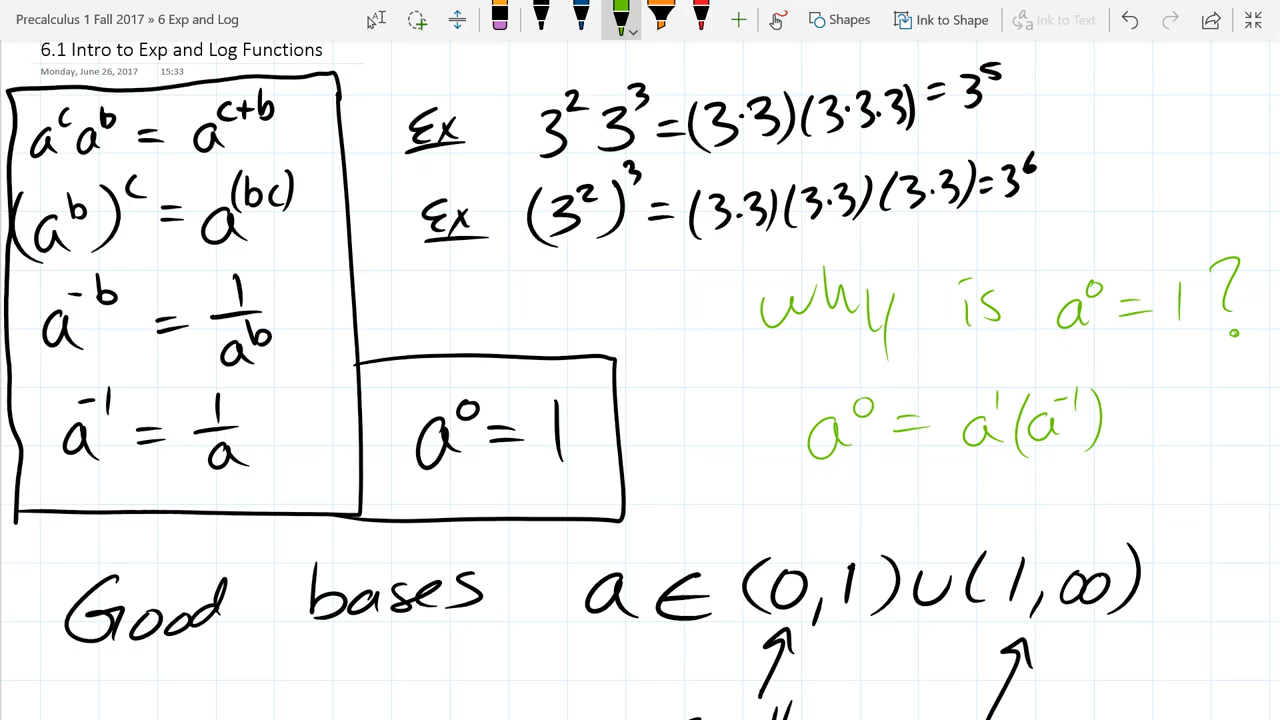 Precalculus 1 Fall 2017 » 6 Exp and Log
Shapes
Ink to Shape
Ink to Text
6.1 Intro to Exp and Log Functions
Monday, June 26, 2017 15:33
a^c a^b = a^(c+b)
Ex 3^2 3^3 = (3·3)(3·3·3) = 3^5
(a^b)^c = a^(bc)
Ex (3^2)^3 = (3·3)(3·3)(3·3) = 3^6
a^-b = 1/a^b
why is a^0 = 1?
a^-1 = 1/a
a^0 = 1
a^0 = a^1(a^-1)
Good bases a ∈ (0,1) ∪ (1,∞)